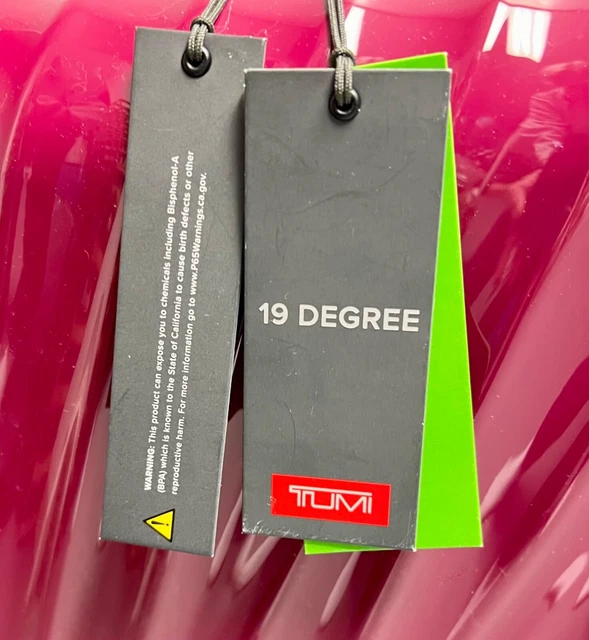 WARNING: This product can expose you to chemicals including Bisphenol-A
(BPA) which is known to the State of California to cause birth defects or other
reproductive harm. For more information go to www.P65Warnings.ca.gov.
19 DEGREE
TUMI